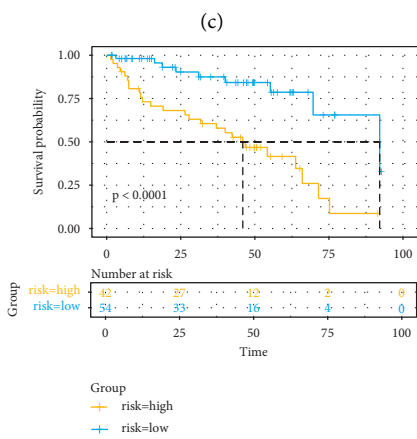 (c)
Survival probability
1.00
0.75
0.50
0.25
0.00
p < 0.0001
0 25 50 75 100
Number at risk
Group
risk=high 42 27 12 2 0
risk=low 54 33 16 4 0
0 25 50 75 100
Time
Group
risk=high
risk=low